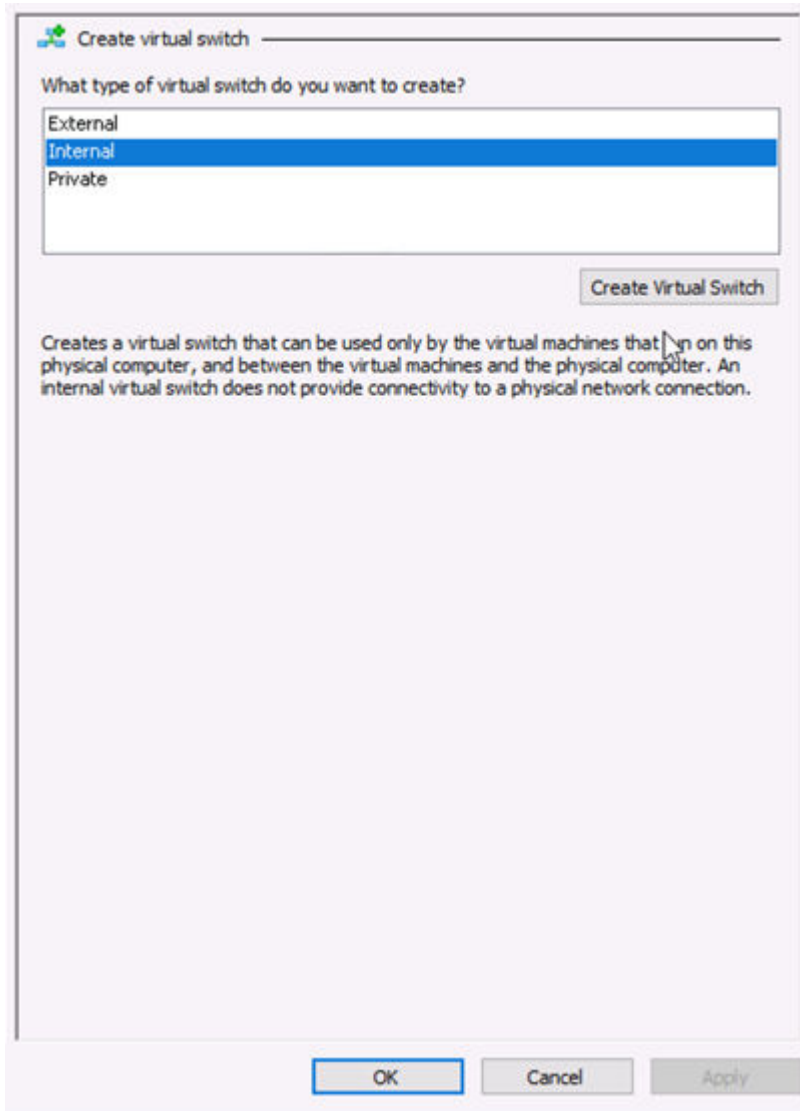 Create virtual switch
What type of virtual switch do you want to create?
External
Internal
Private
Create Virtual Switch
Creates a virtual switch that can be used only by the virtual machines that run on this
physical computer, and between the virtual machines and the physical computer. An
internal virtual switch does not provide connectivity to a physical network connection.
OK
Cancel
Apply